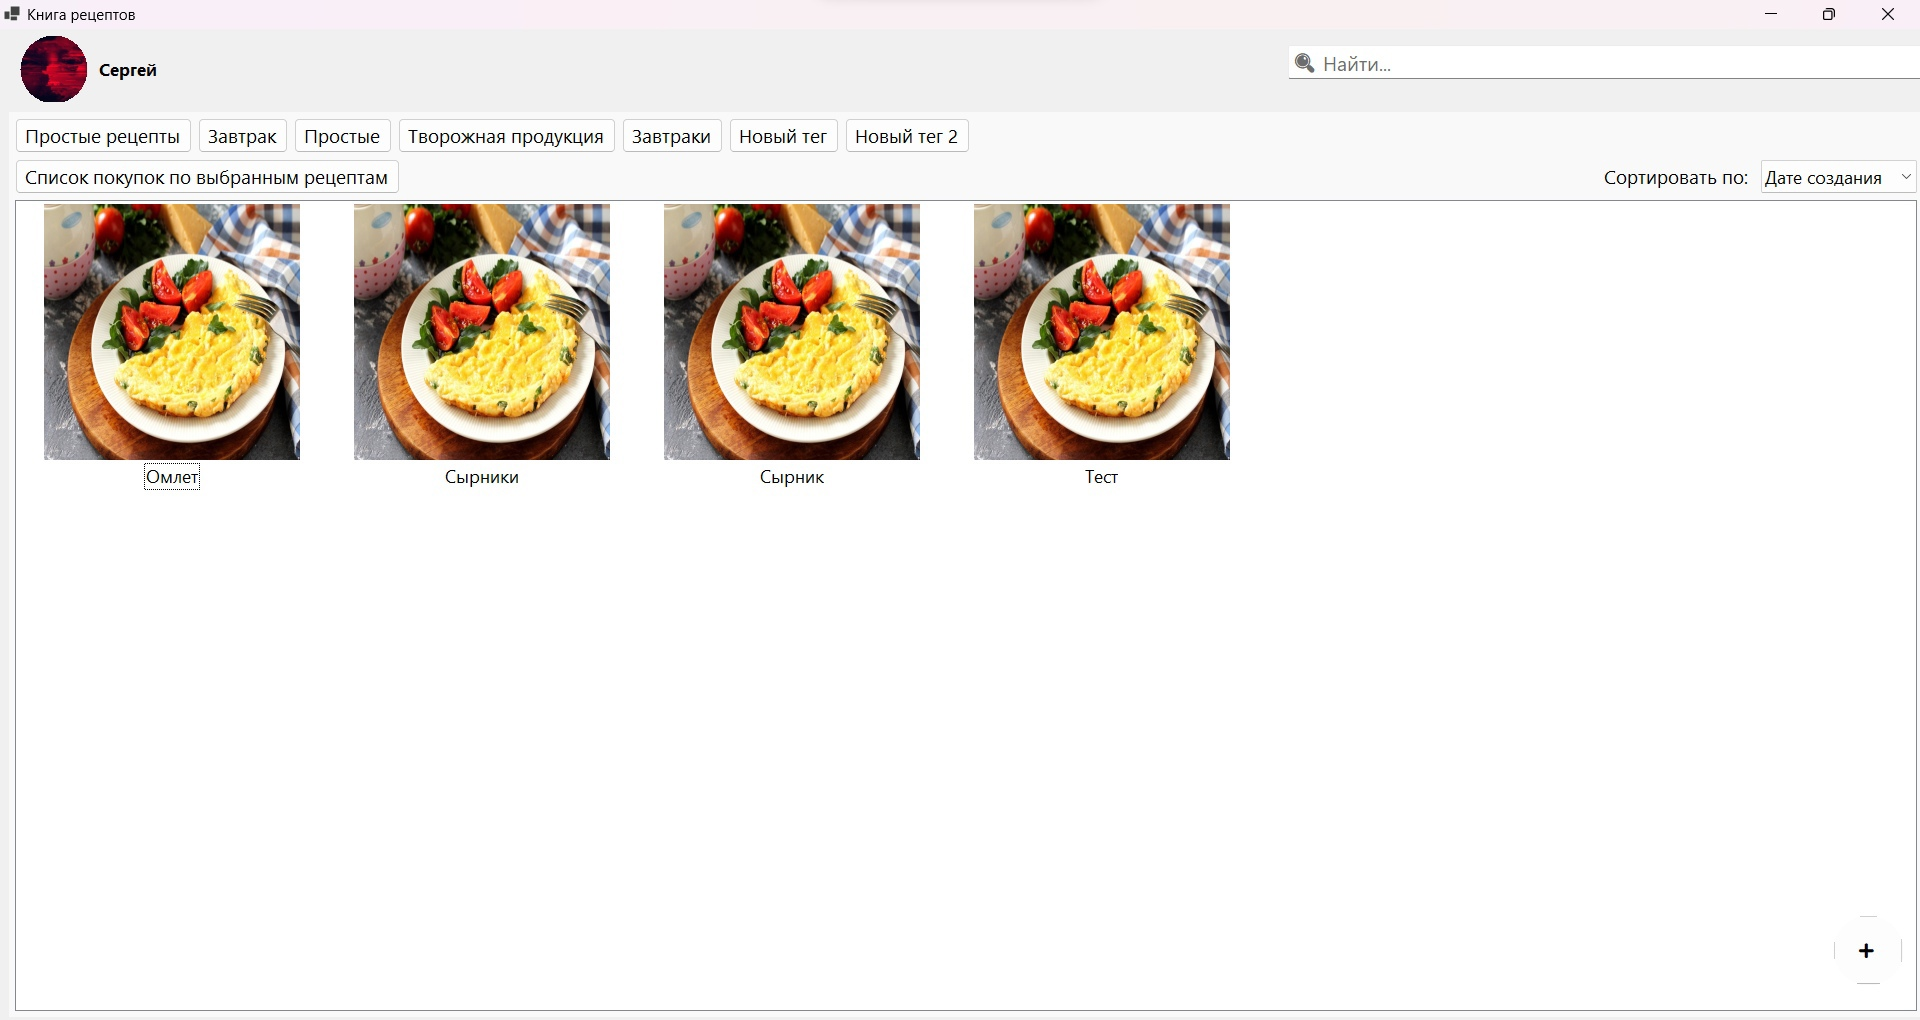 Книга рецептов
Сергей
Найти...
Простые рецепты
Завтрак
Простые
Творожная продукция
Завтраки
Новый тег
Новый тег 2
Список покупок по выбранным рецептам
Сортировать по:
Дате создания
Омлет
Сырники
Сырник
Тест
+